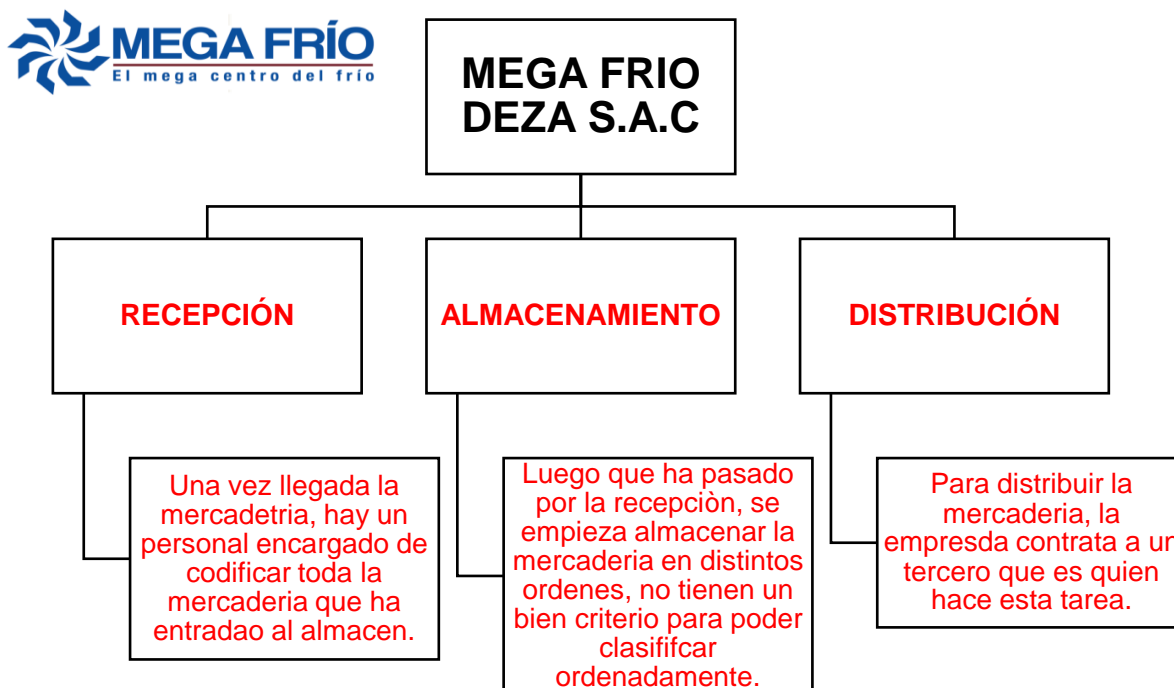 MEGA FRÍO
El mega centro del frío
MEGA FRIO
DEZA S.A.C
RECEPCIÓN
ALMACENAMIENTO
DISTRIBUCIÓN
Una vez llegada la
mercadetria, hay un
personal encargado de
codificar toda la
mercaderia que ha
entradao al almacen.
Luego que ha pasado
por la recepciòn, se
empieza almacenar la
mercaderia en distintos
ordenes, no tienen un
bien criterio para poder
clasififcar
ordenadamente.
Para distribuir la
mercaderia, la
empresda contrata a un
tercero que es quien
hace esta tarea.